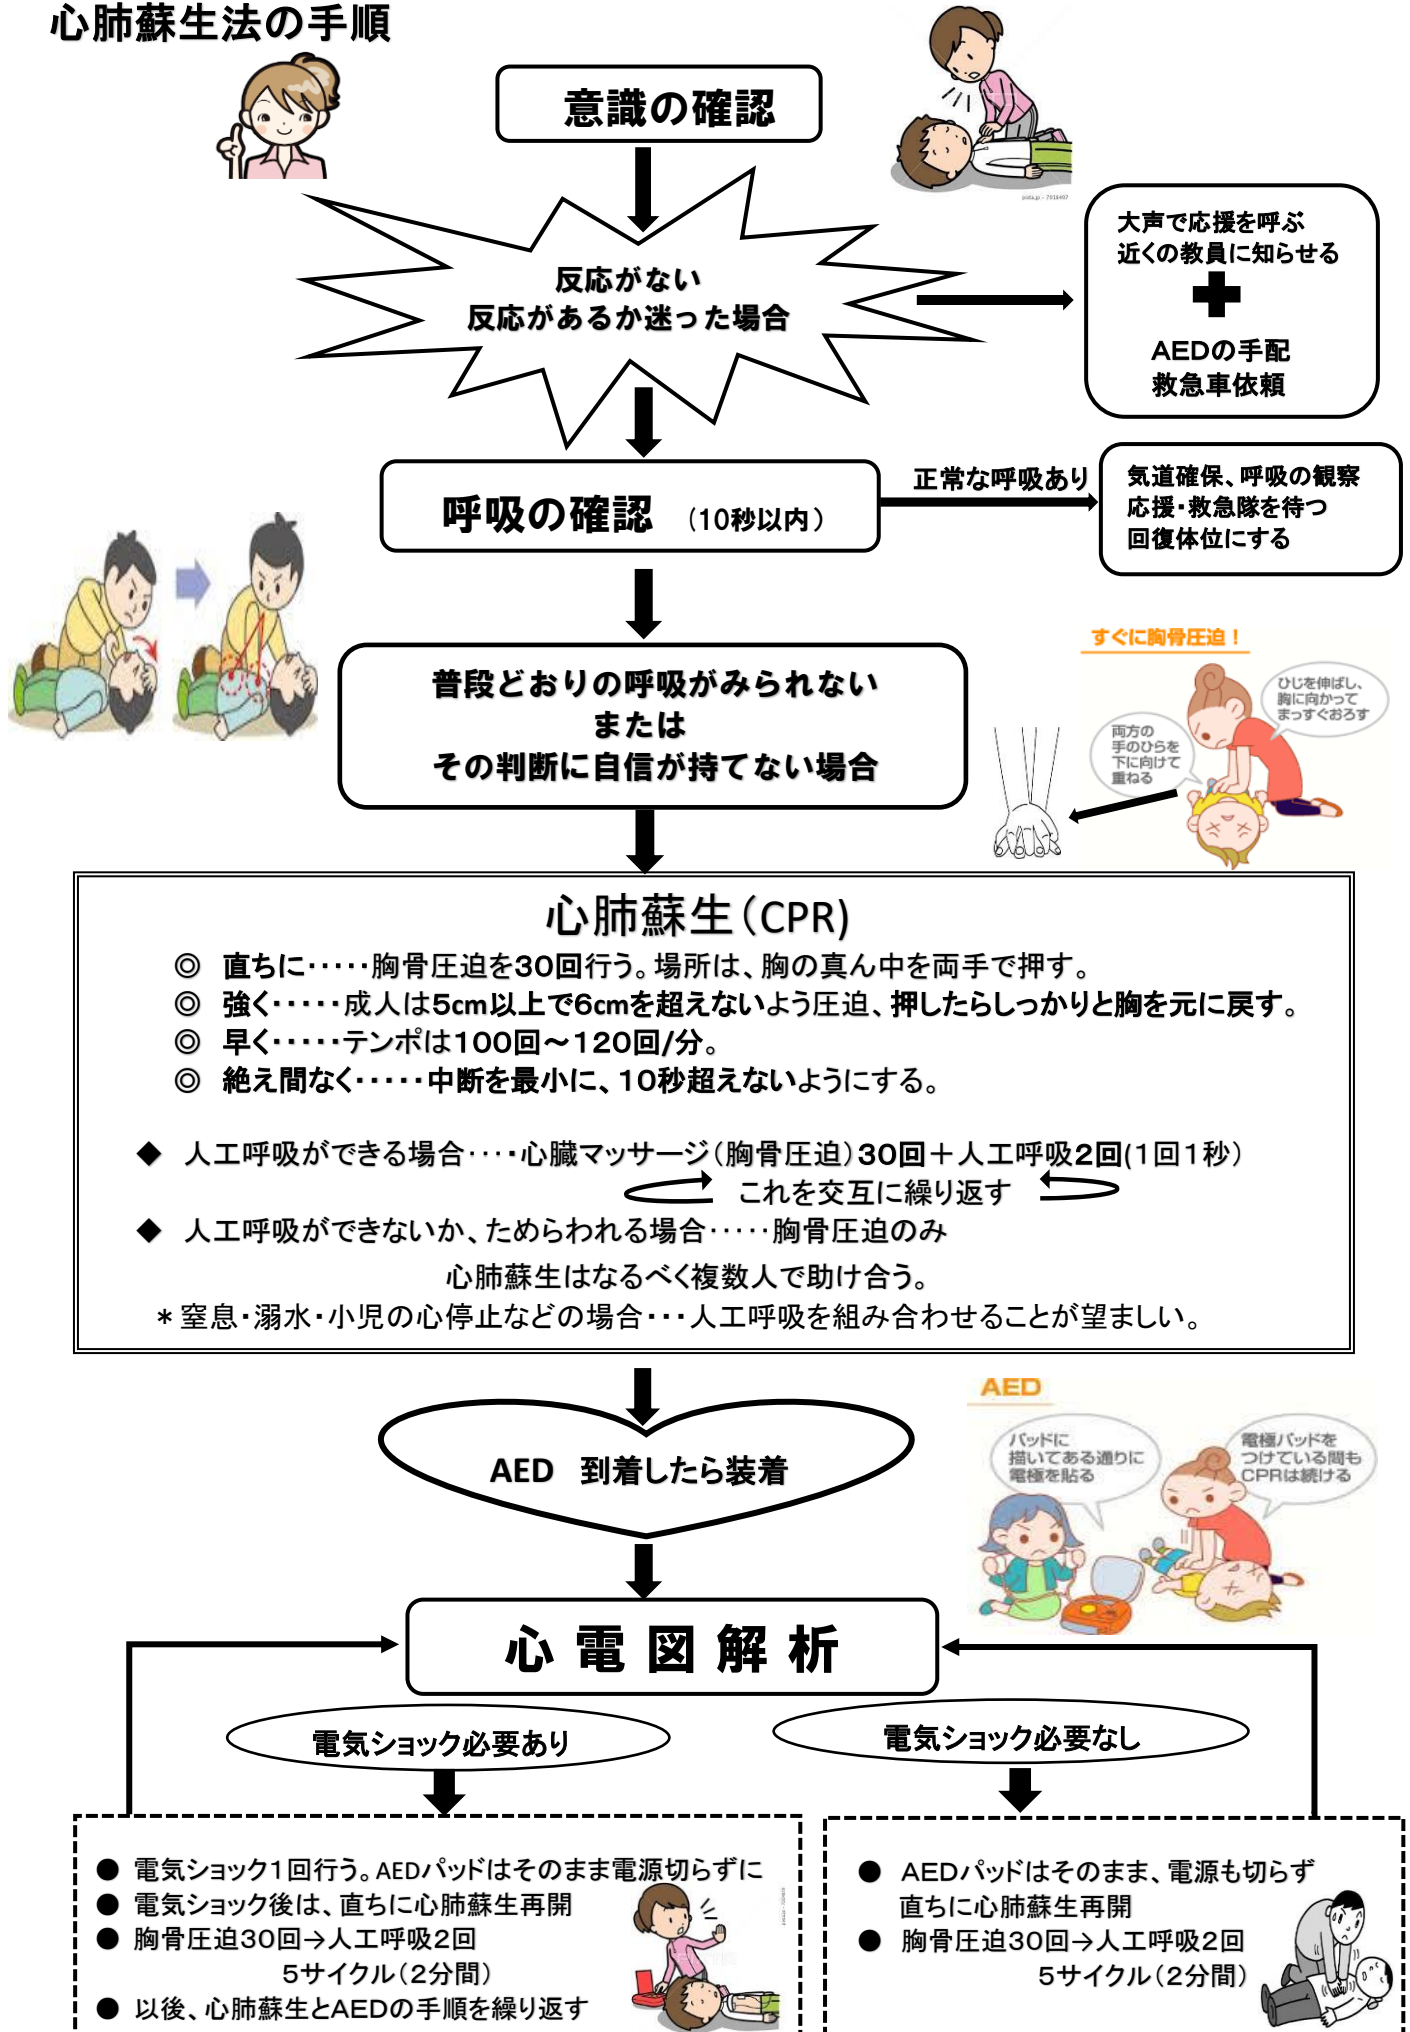 心肺蘇生法の手順
意識の確認
反応がない
反応があるか迷った場合
大声で応援を呼ぶ
近くの教員に知らせる
AEDの手配
救急車依頼
呼吸の確認 （10秒以内）
正常な呼吸あり
気道確保、呼吸の観察
応援・救急隊を待つ
回復体位にする
普段どおりの呼吸がみられない
または
その判断に自信が持てない場合
すぐに胸骨圧迫！
ひじを伸ばし、
胸に向かって
まっすぐおろす
両方の
手のひらを
下に向けて
重ねる
心肺蘇生（CPR)
◎ 直ちに‥‥‥胸骨圧迫を30回行う。場所は、胸の真ん中を両手で押す。
◎ 強く‥‥‥成人は5cm以上で6cmを超えないよう圧迫、押したらしっかりと胸を元に戻す。
◎ 早く‥‥‥テンポは100回～120回/分。
◎ 絶え間なく‥‥‥中断を最小に、10秒超えないようにする。
◆ 人工呼吸ができる場合‥‥心臓マッサージ（胸骨圧迫）30回＋人工呼吸2回(1回1秒）
これを交互に繰り返す
◆ 人工呼吸ができないか、ためらわれる場合‥‥‥胸骨圧迫のみ
心肺蘇生はなるべく複数人で助け合う。
＊窒息・溺水・小児の心停止などの場合・・・人工呼吸を組み合わせることが望ましい。
AED 到着したら装着
AED
パッドに
描いてある通りに
電極を貼る
電極パッドを
つけている間も
CPRは続ける
心電図解析
電気ショック必要あり
電気ショック必要なし
● 電気ショック1回行う。AEDパッドはそのまま電源切らずに
● 電気ショック後は、直ちに心肺蘇生再開
● 胸骨圧迫30回→人工呼吸2回
5サイクル（2分間）
● 以後、心肺蘇生とAEDの手順を繰り返す
● AEDパッドはそのまま、電源も切らず
直ちに心肺蘇生再開
● 胸骨圧迫30回→人工呼吸2回
5サイクル（2分間）